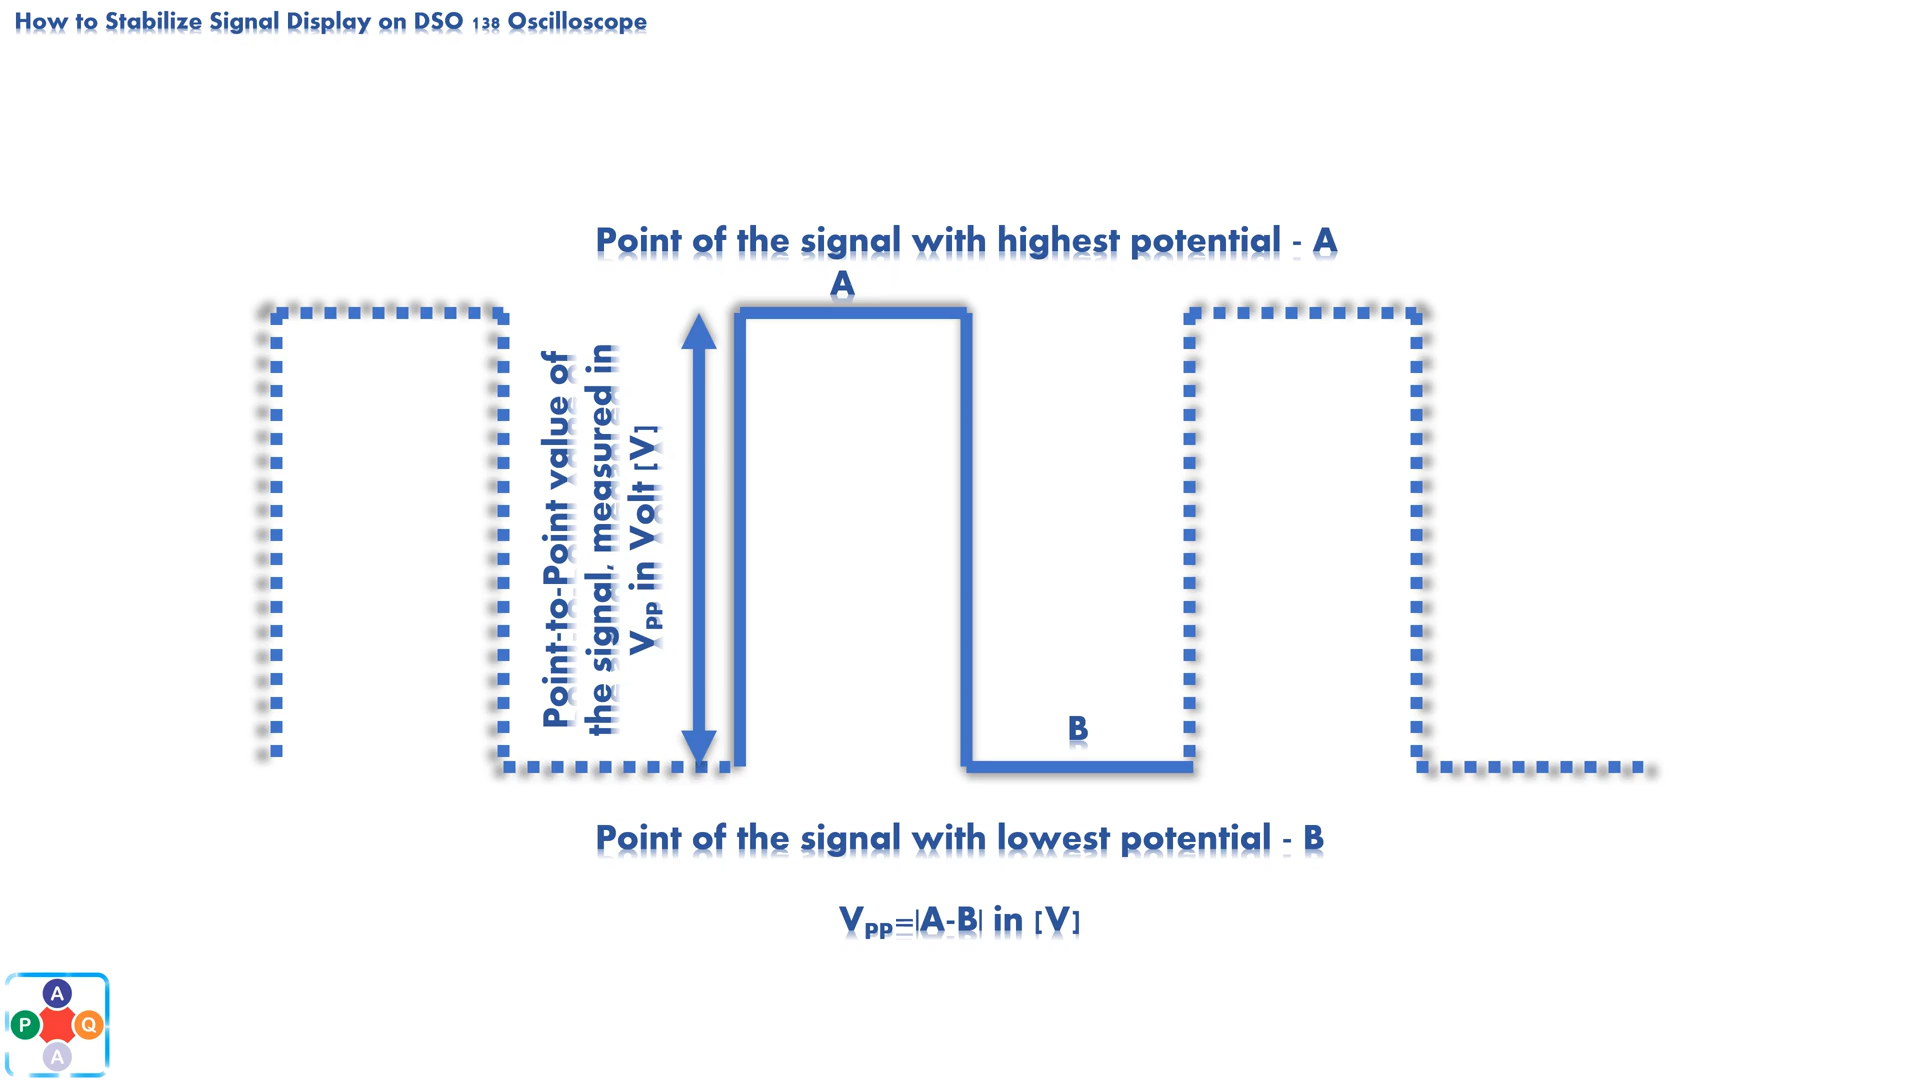 How to Stabilize Signal Display on DSO 138 Oscilloscope
Point of the signal with highest potential - A
A
Point-to-Point value of
the signal, measured in
VPP in Volt [V]
B
Point of the signal with lowest potential - B
VPP=|A-B| in [V]
A
P
Q
A